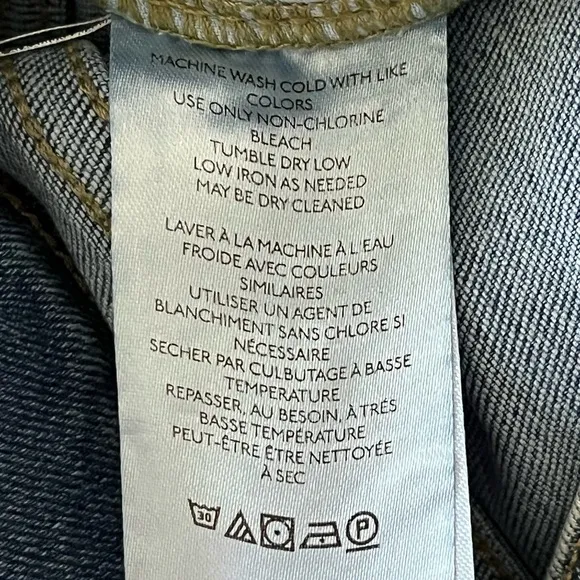 MACHINE WASH COLD WITH LIKE
COLORS
USE ONLY NON-CHLORINE
BLEACH
TUMBLE DRY LOW
LOW IRON AS NEEDED
MAY BE DRY CLEANED
LAVER À LA MACHINE À L'EAU
FROIDE AVEC COULEURS
SIMILAIRES
UTILISER UN AGENT DE
BLANCHIMENT SANS CHLORE SI
NÉCESSAIRE
SECHER PAR CULBUTAGE À BASSE
TEMPERATURE
REPASSER, AU BESOIN, À TRÉS
BASSE TEMPÉRATURE
PEUT-ÊTRE ÉTRE NETTOYÉE
À SEC
30 P